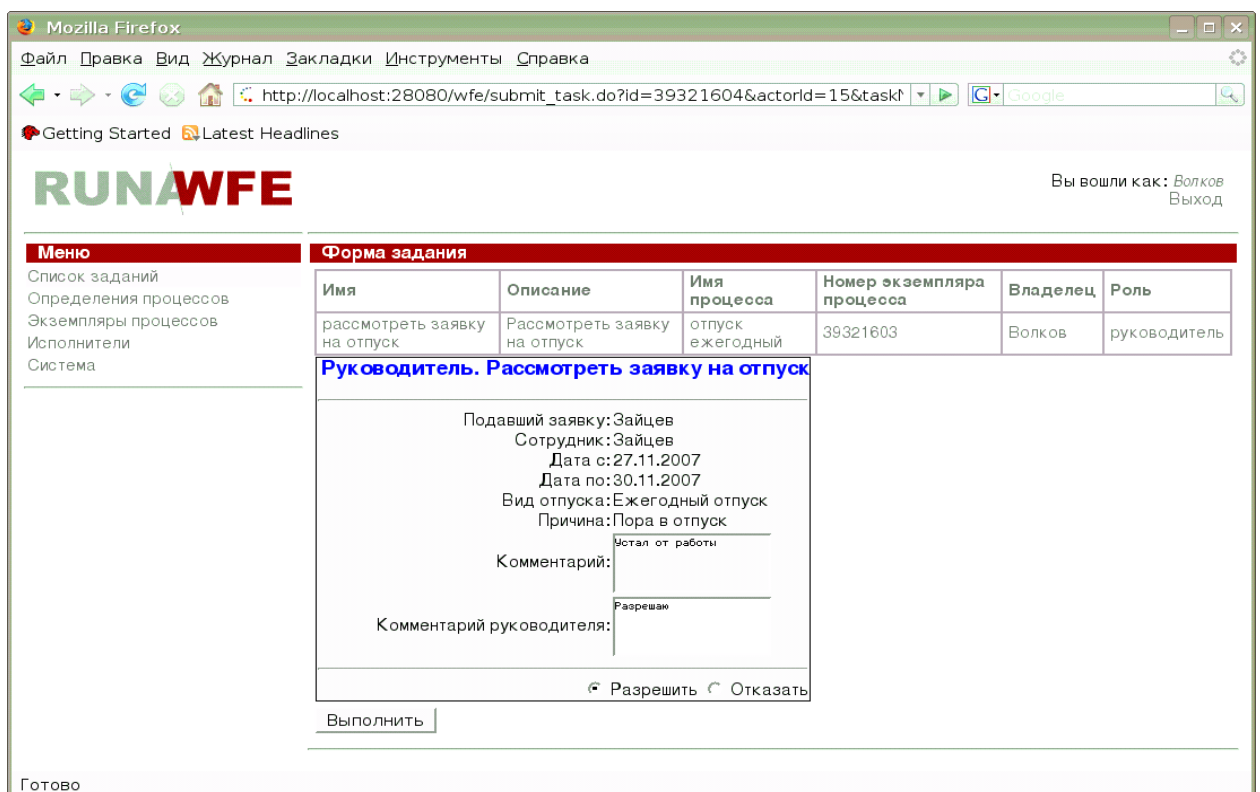 Mozilla Firefox
Файл Правка Вид Журнал Закладки Инструменты Справка
http://localhost:28080/wfe/submit_task.do?id=39321604&actorId=15&task
G Google
Getting Started Latest Headlines
RUNAWFE
Вы вошли как: Волков
Выход
Меню
Список заданий
Определения процессов
Экземпляры процессов
Исполнители
Система
Форма задания
Имя Описание Имя процесса Номер экземпляра процесса Владелец Роль
рассмотреть заявку на отпуск Рассмотреть заявку на отпуск отпуск ежегодный 39321603 Волков руководитель
Руководитель. Рассмотреть заявку на отпуск
Подавший заявку: Зайцев
Сотрудник: Зайцев
Дата с: 27.11.2007
Дата по: 30.11.2007
Вид отпуска: Ежегодный отпуск
Причина: Пора в отпуск
Комментарий: Устал от работы
Комментарий руководителя: Разрешаю
Разрешить Отказать
Выполнить
Готово